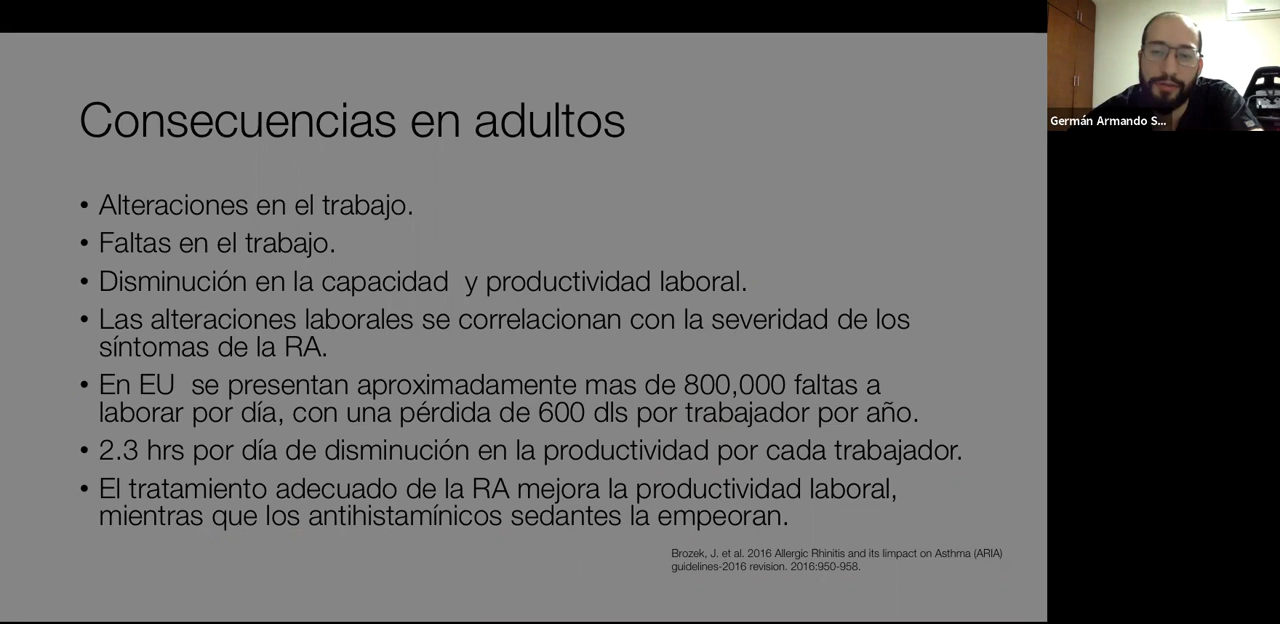 Consecuencias en adultos
• Alteraciones en el trabajo.
• Faltas en el trabajo.
• Disminución en la capacidad  y productividad laboral.
• Las alteraciones laborales se correlacionan con la severidad de los
síntomas de la RA.
• En EU  se presentan aproximadamente mas de 800,000 faltas a
laborar por día, con una pérdida de 600 dls por trabajador por año.
• 2.3 hrs por día de disminución en la productividad por cada trabajador.
• El tratamiento adecuado de la RA mejora la productividad laboral,
mientras que los antihistamínicos sedantes la empeoran.
Brozek, J. et al. 2016 Allergic Rhinitis and its Iimpact on Asthma (ARIA)
guidelines-2016 revision. 2016:950-958.
Germán Armando S...